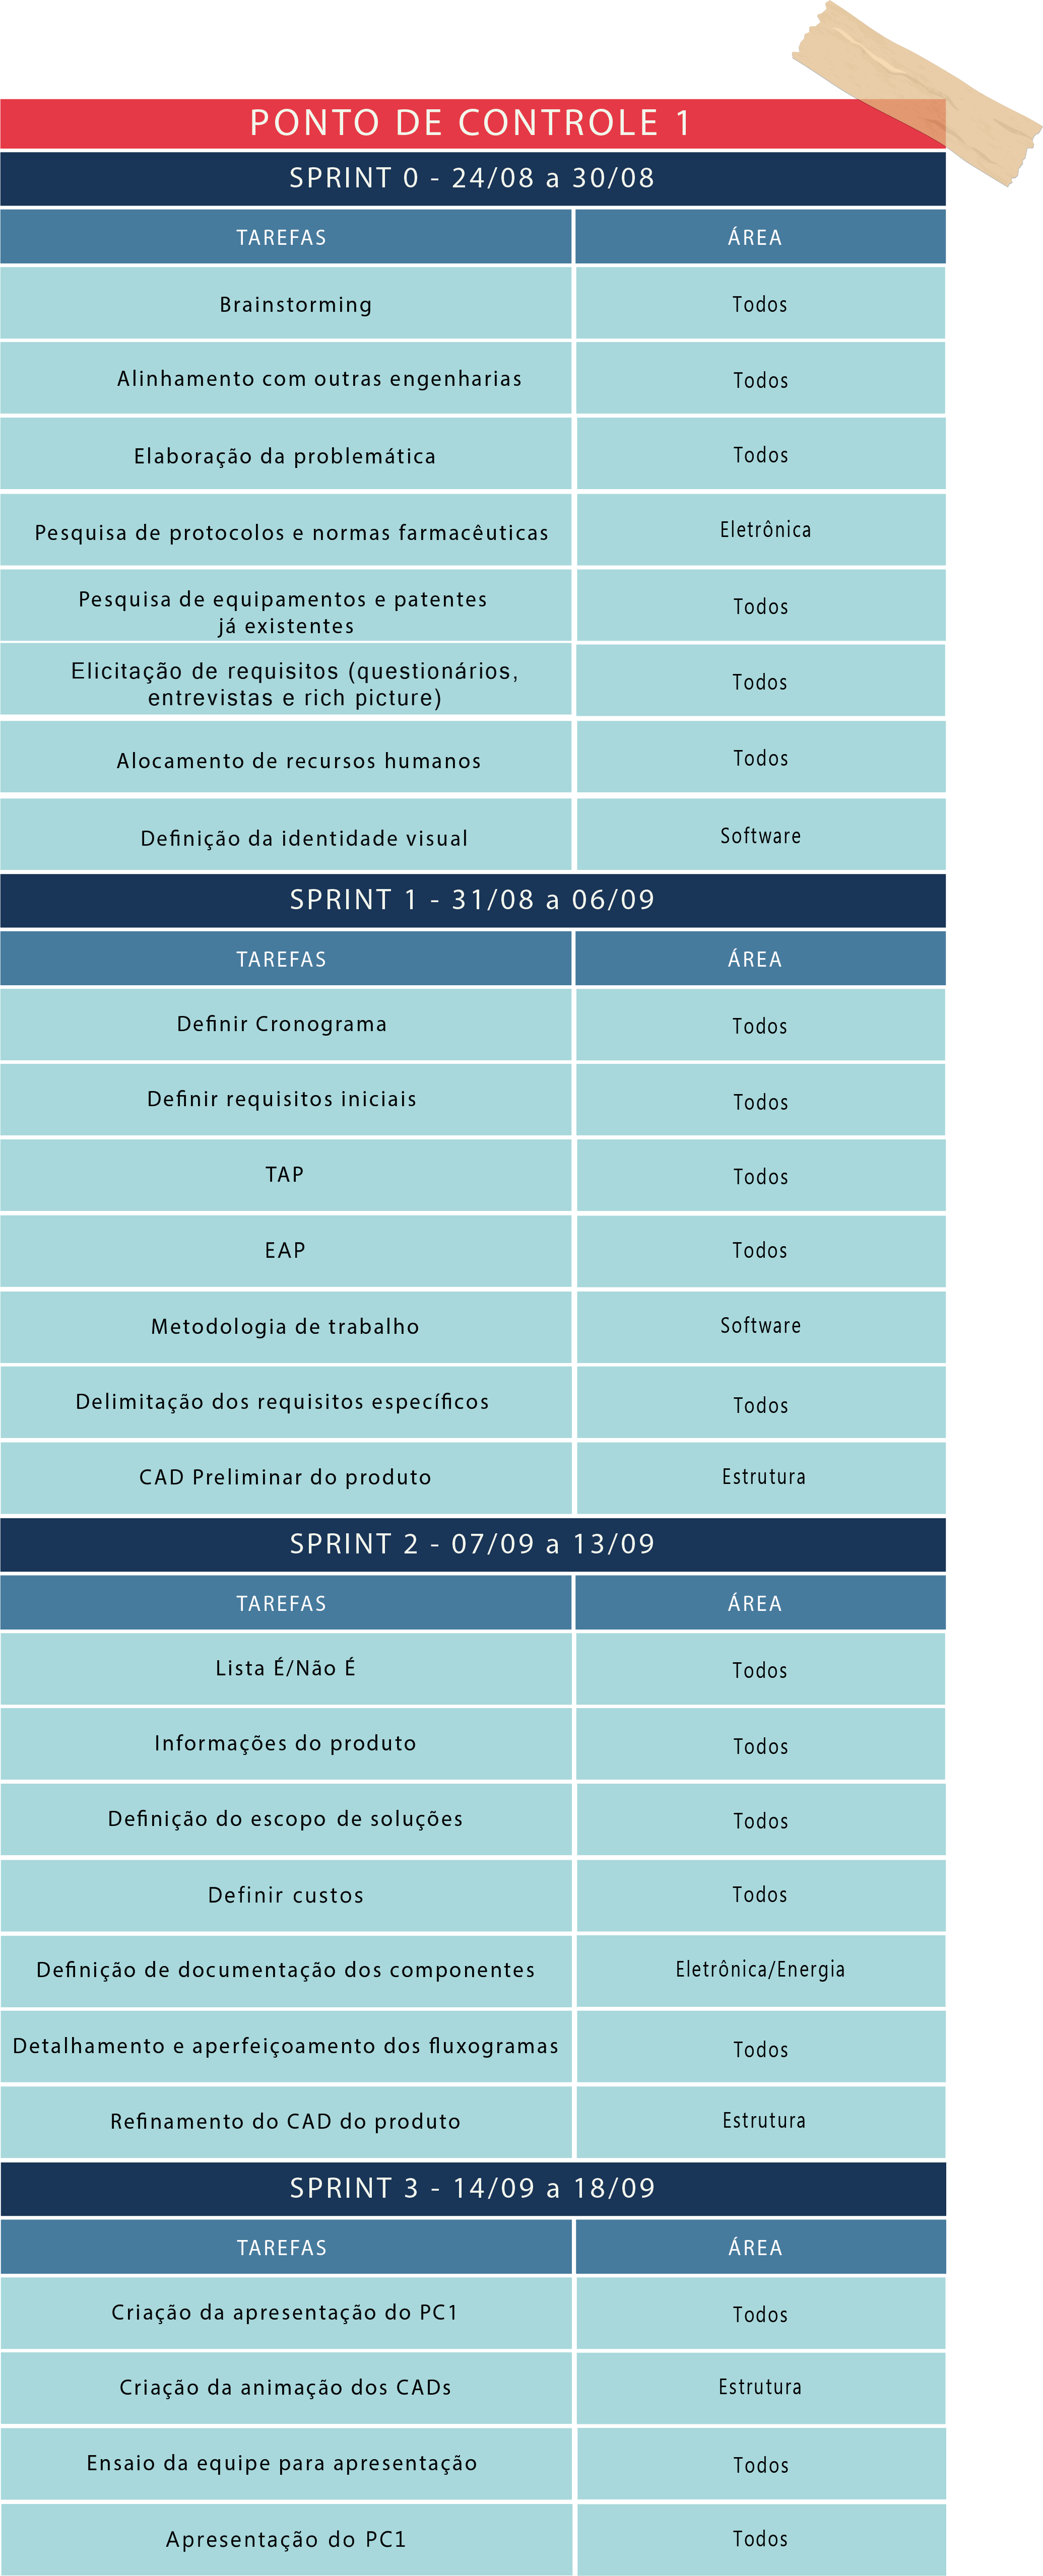 PONTO DE CONTROLE 1
SPRINT 0 - 24/08 a 30/08
TAREFAS ÁREA
Brainstorming Todos
Alinhamento com outras engenharias Todos
Elaboração da problemática Todos
Pesquisa de protocolos e normas farmacêuticas Eletrônica
Pesquisa de equipamentos e patentes
já existentes Todos
Elicitação de requisitos (questionários,
entrevistas e rich picture) Todos
Alocamento de recursos humanos Todos
Definição da identidade visual Software
SPRINT 1 - 31/08 a 06/09
TAREFAS ÁREA
Definir Cronograma Todos
Definir requisitos iniciais Todos
TAP Todos
EAP Todos
Metodologia de trabalho Software
Delimitação dos requisitos específicos Todos
CAD Preliminar do produto Estrutura
SPRINT 2 - 07/09 a 13/09
TAREFAS ÁREA
Lista É/Não É Todos
Informações do produto Todos
Definição do escopo de soluções Todos
Definir custos Todos
Definição de documentação dos componentes Eletrônica/Energia
Detalhamento e aperfeiçoamento dos fluxogramas Todos
Refinamento do CAD do produto Estrutura
SPRINT 3 - 14/09 a 18/09
TAREFAS ÁREA
Criação da apresentação do PC1 Todos
Criação da animação dos CADs Estrutura
Ensaio da equipe para apresentação Todos
Apresentação do PC1 Todos